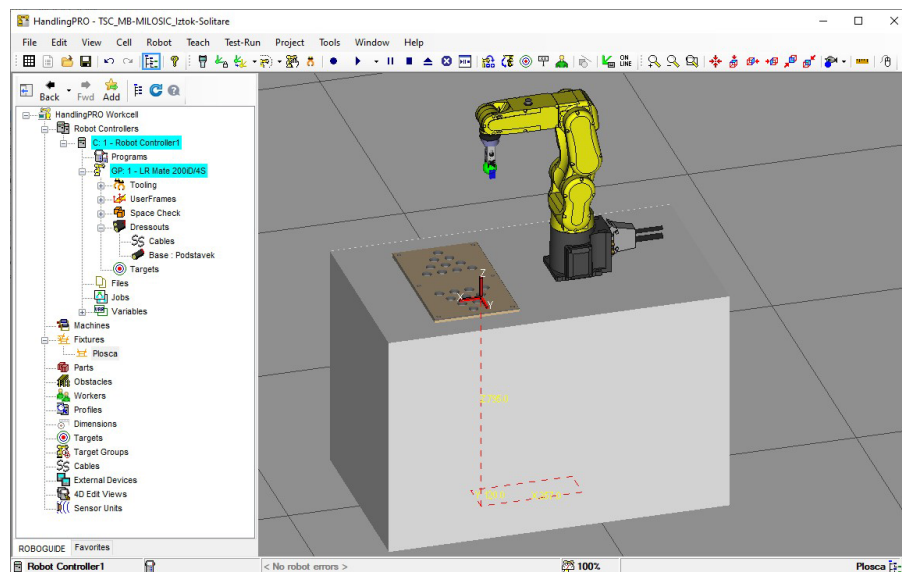 HandlingPRO - TSC_MB-MILOSIC_Iztok-Solitare
File Edit View Cell Robot Teach Test-Run Project Tools Window Help
ON LINE
Back Fwd Add
HandlingPRO Workcell
Robot Controllers
C: 1 - Robot Controller1
Programs
GP: 1 - LR Mate 200iD/4S
Tooling
UserFrames
Space Check
Dressouts
Cables
Base : Podstavek
Targets
Files
Jobs
Variables
Machines
Fixtures
Plosca
Parts
Obstacles
Workers
Profiles
Dimensions
Targets
Target Groups
Cables
External Devices
4D Edit Views
Sensor Units
Z
X
Y
ROBOGUIDE Favorites
Robot Controller1 < No robot errors > 100% Plosca